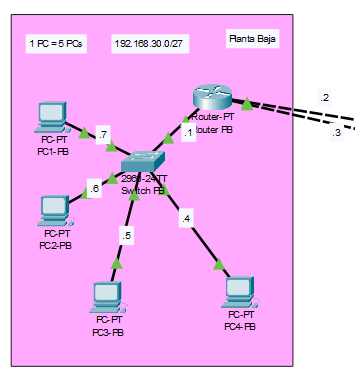 1 PC = 5 PCs
192.168.30.0/27
Planta Baja
.2
.3
Router-PT
Router PB
.1
.7
PC-PT
PC1-PB
2960-24TT
Switch PB
.6
PC-PT
PC2-PB
.5
.4
PC-PT
PC3-PB
PC-PT
PC4-PB